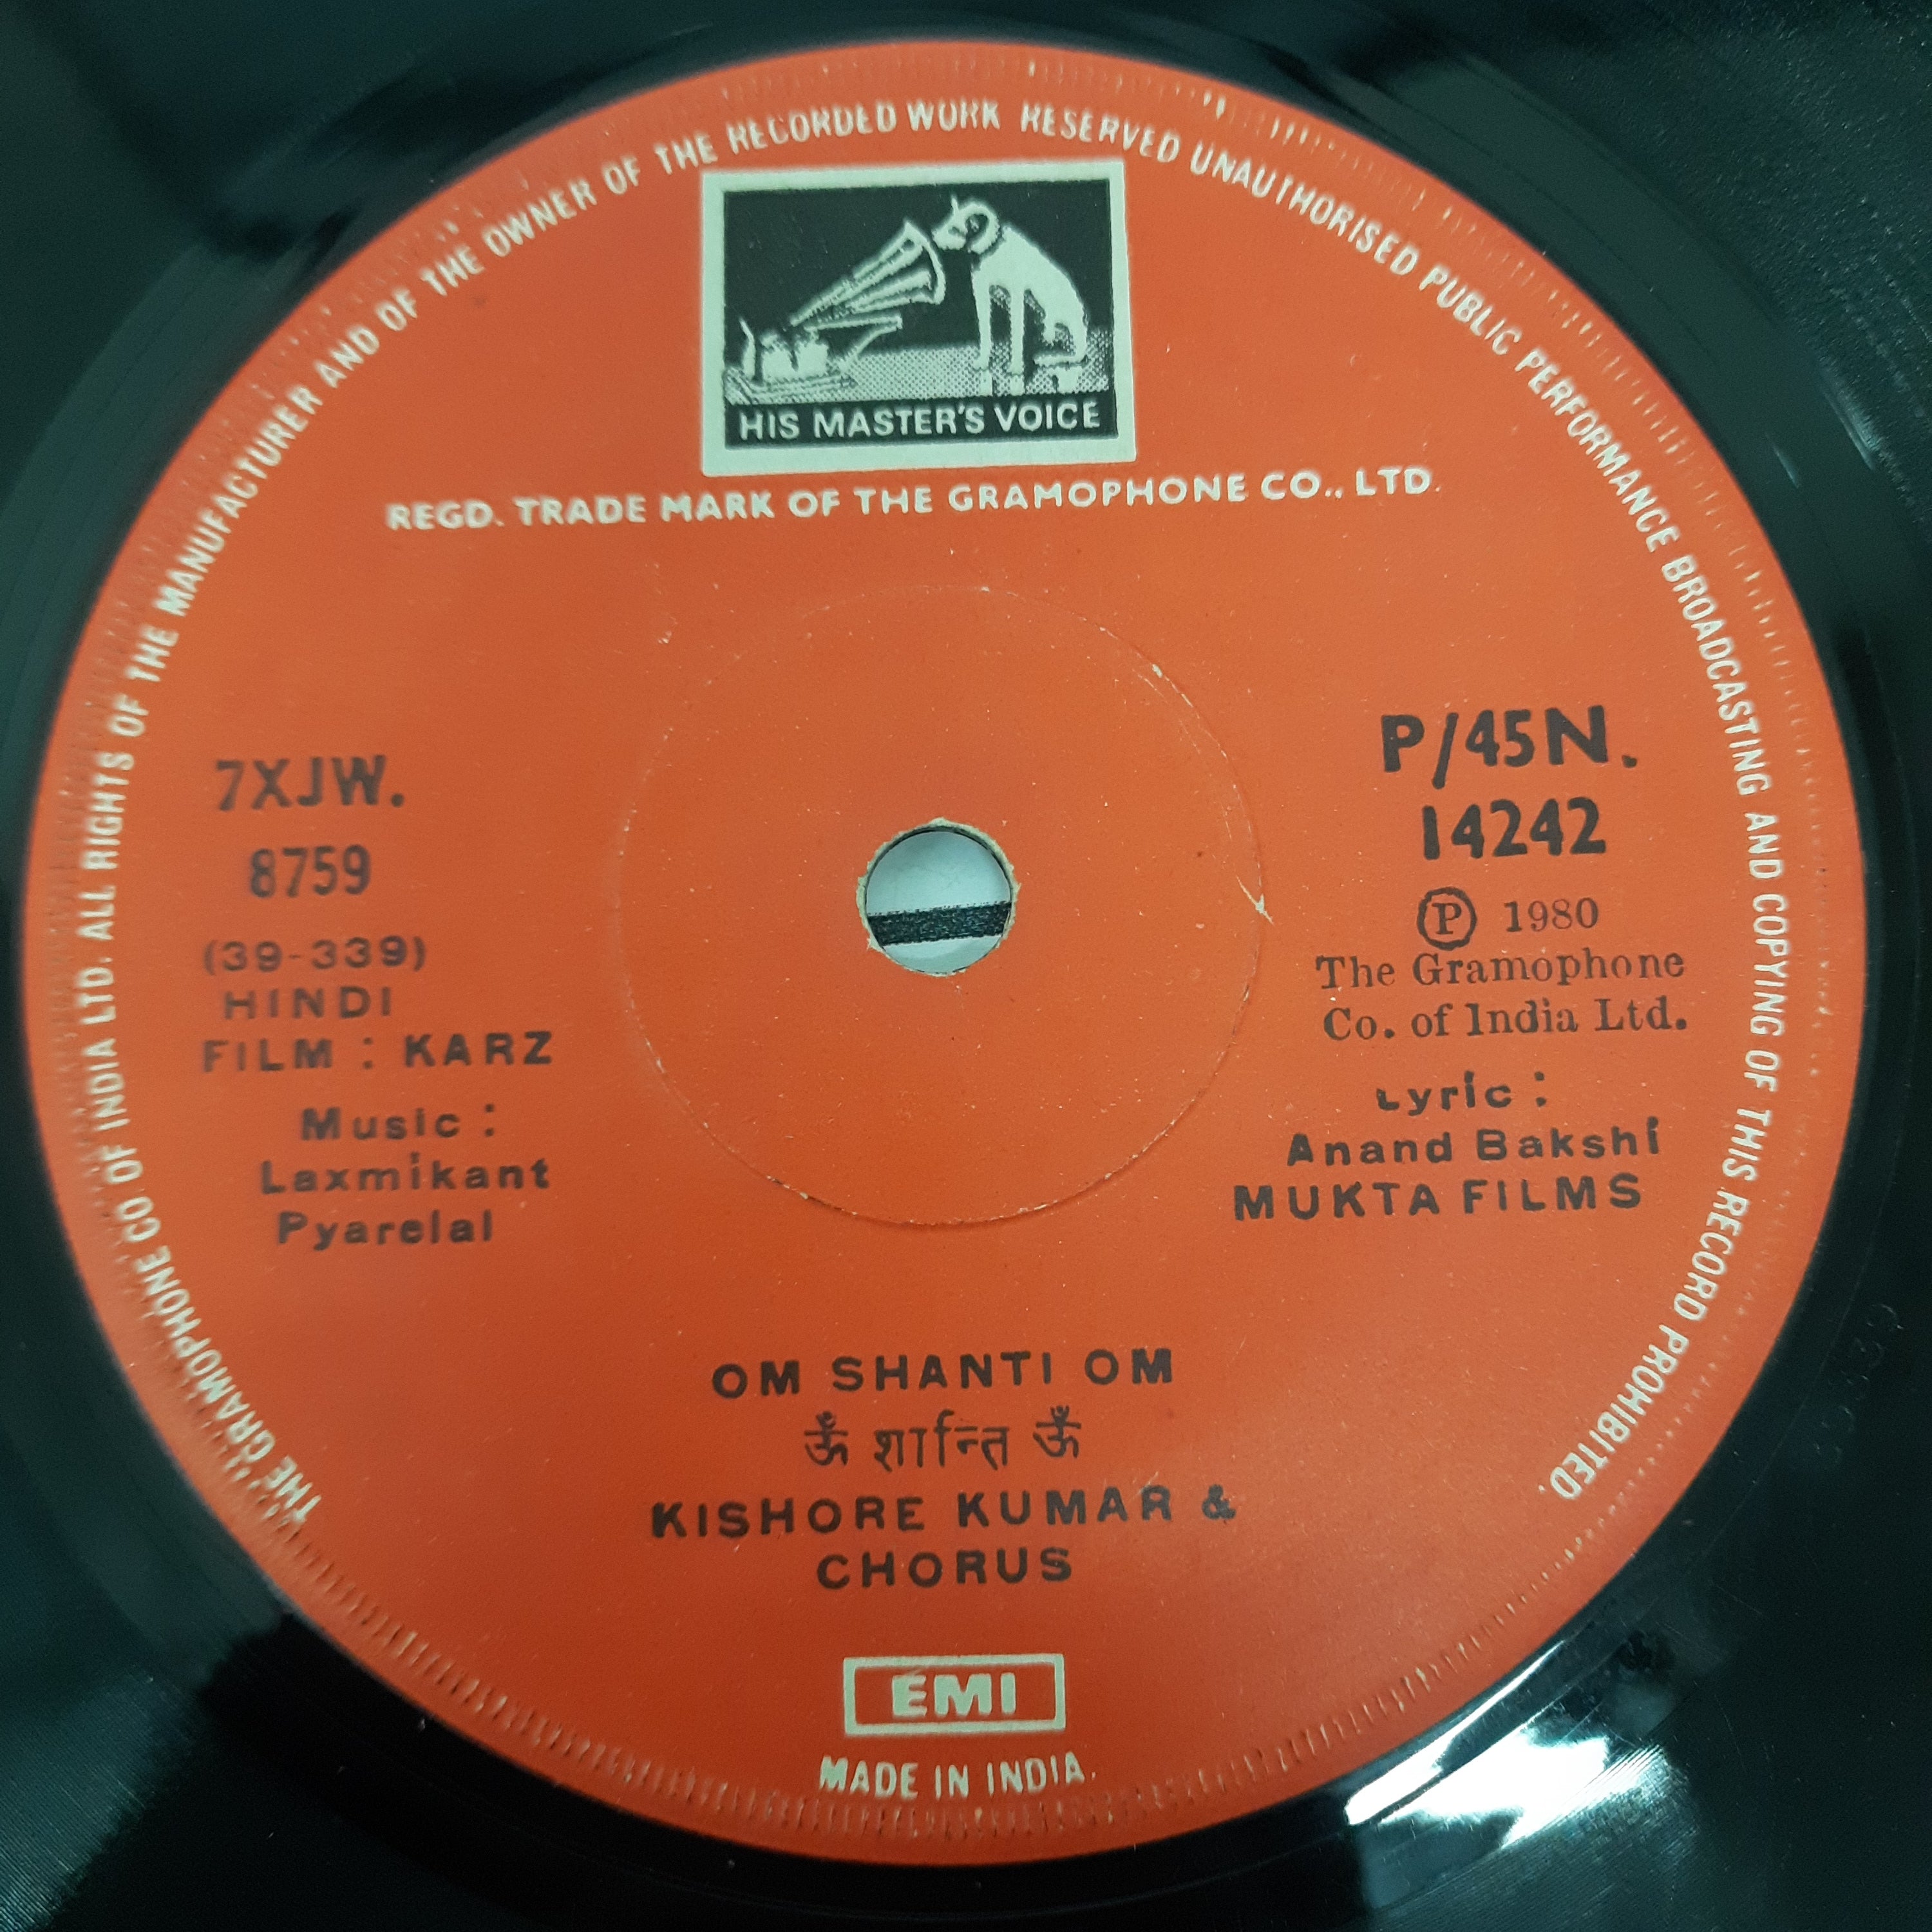 THE GRAMOPHONE CO OF INDIA LTD. ALL RIGHTS OF THE MANUFACTURER AND OF THE OWNER OF THE RECORDED WORK RESERVED UNAUTHORISED PUBLIC PERFORMANCE BROADCASTING AND COPYING OF THIS RECORD PROHIBITED.
HIS MASTER'S VOICE
REGD. TRADE MARK OF THE GRAMOPHONE CO., LTD.
7XJW.
8759
(39-339)
HINDI
FILM : KARZ
Music :
Laxmikant
Pyarelal
P/45N.
14242
Ⓟ 1980
The Gramophone
Co. of India Ltd.
Lyric :
Anand Bakshi
MUKTA FILMS
OM SHANTI OM
ॐ शान्ति ॐ
KISHORE KUMAR &
CHORUS
EMI
MADE IN INDIA.